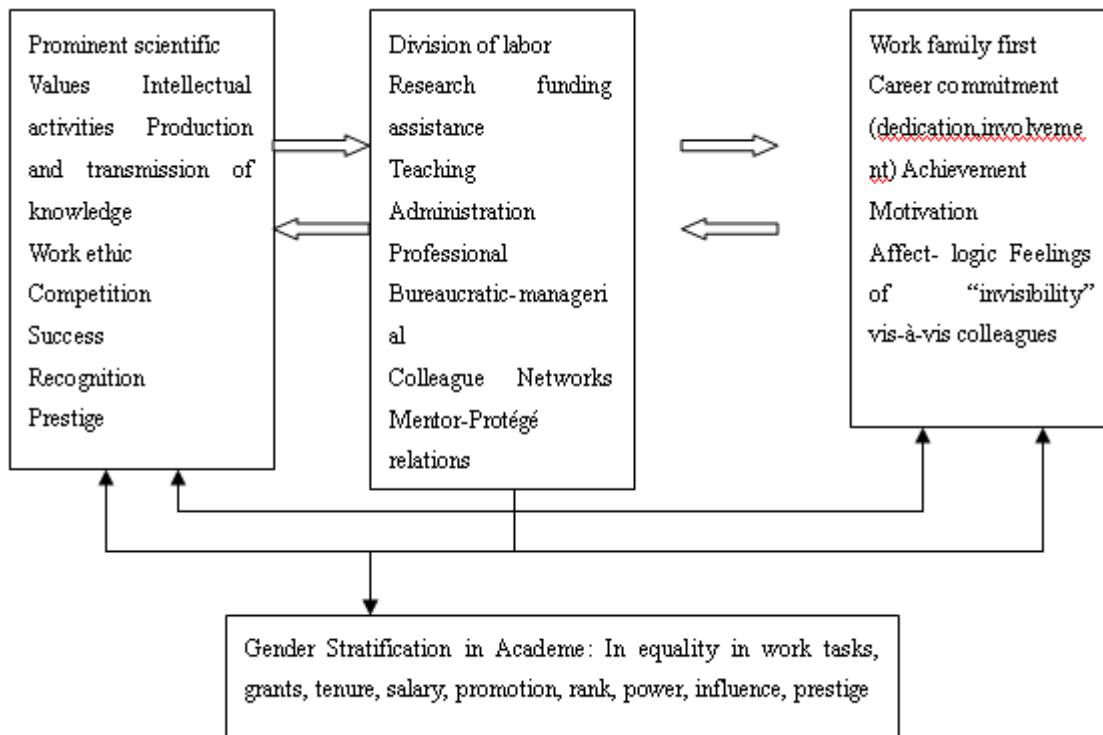 Prominent scientific
Values Intellectual
activities Production
and transmission of
knowledge
Work ethic
Competition
Success
Recognition
Prestige
Division of labor
Research funding
assistance
Teaching
Administration
Professional
Bureaucratic-manageri
al
Colleague Networks
Mentor-Protégé
relations
Work family first
Career commitment
(dedication,involveme
nt) Achievement
Motivation
Affect- logic Feelings
of “invisibility”
vis-à-vis colleagues
Gender Stratification in Academe: In equality in work tasks,
grants, tenure, salary, promotion, rank, power, influence, prestige